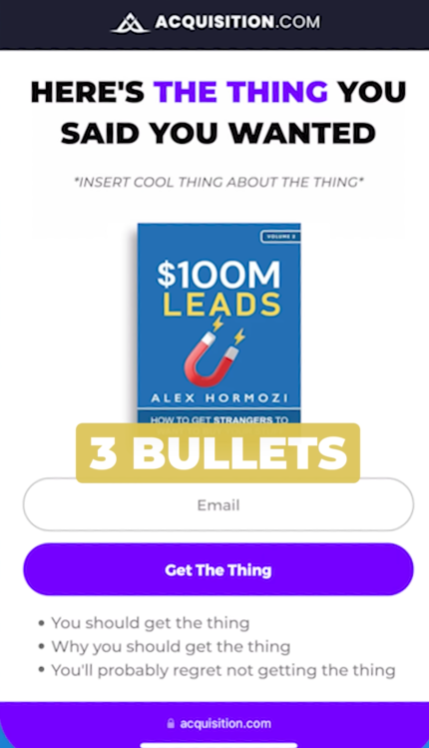 ACQUISITION.COM
HERE'S THE THING YOU
SAID YOU WANTED
*INSERT COOL THING ABOUT THE THING*
VOLUME 2
$100M
LEADS
ALEX HORMOZI
HOW TO GET STRANGERS TO
3 BULLETS
Email
Get The Thing
• You should get the thing
• Why you should get the thing
• You'll probably regret not getting the thing
acquisition.com